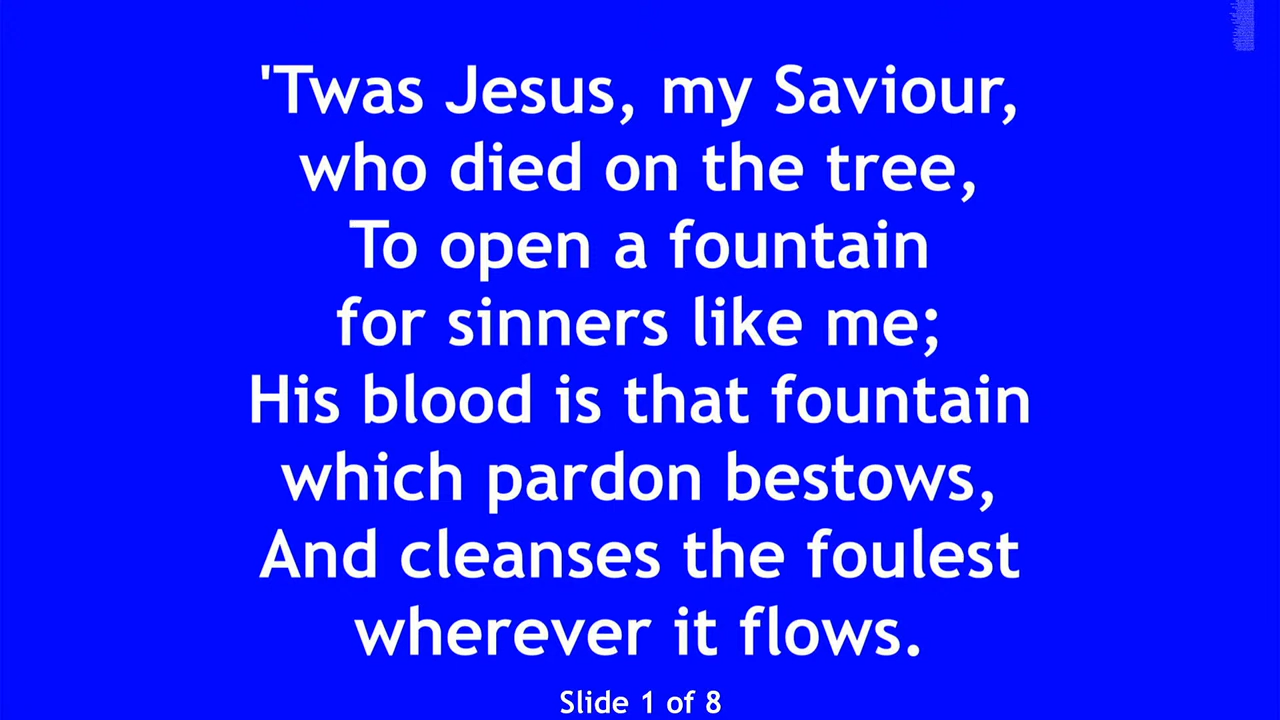 'Twas Jesus, my Saviour,
who died on the tree,
To open a fountain
for sinners like me;
His blood is that fountain
which pardon bestows,
And cleanses the foulest
wherever it flows.
Slide 1 of 8